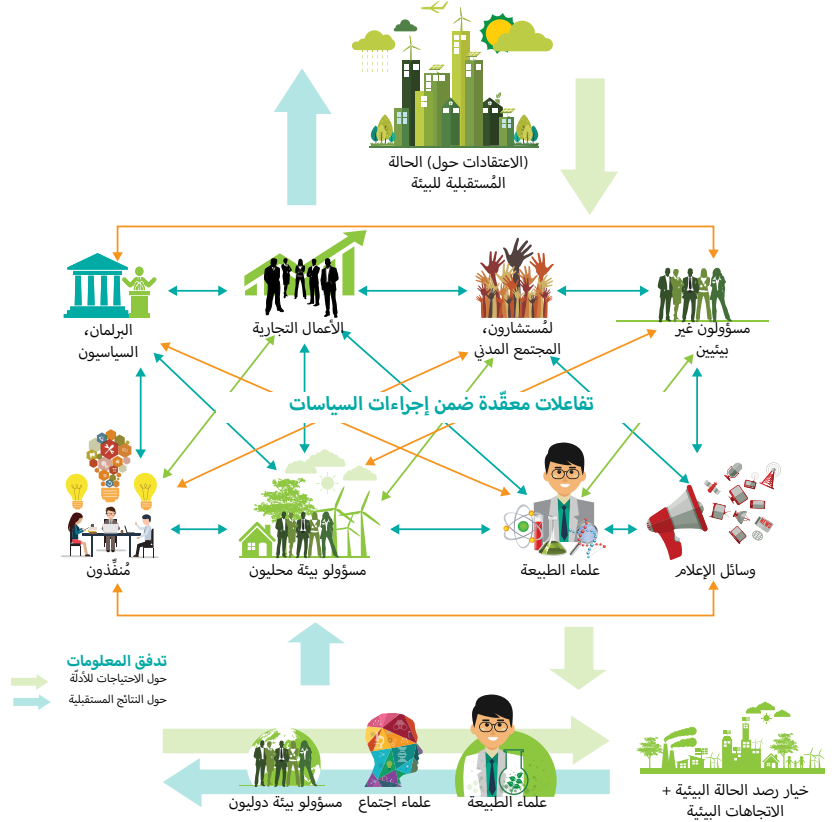 (الاعتقادات حول) الحالة
المُستقبلية للبيئة
مسؤولون غير
بيئيين
لمُستشارون،
المجتمع المدني
الأعمال التجارية
البرلمان،
السياسيون
تفاعلات معقّدة ضمن إجراءات السياسات
وسائل الإعلام
علماء الطبيعة
مسؤولو بيئة محليون
مُنفِّذون
تدفق المعلومات
حول الاحتياجات للأدلّة
حول النتائج المستقبلية
خيار رصد الحالة البيئية +
الاتجاهات البيئية
علماء الطبيعة
علماء اجتماع
مسؤولو بيئة دوليون